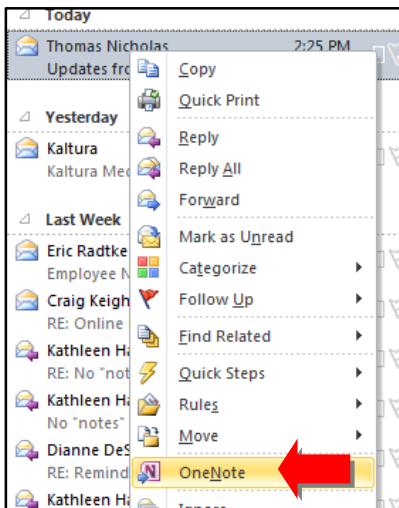 Today
Thomas Nicholas 2:25 PM
Updates fro
Copy
Quick Print
Yesterday
Reply
Kaltura
Reply All
Kaltura Med
Forward
Last Week
Mark as Unread
Eric Radtke
Categorize
Employee N
Craig Keigh
Follow Up
RE: Online
Find Related
Kathleen Ha
RE: No "not
Quick Steps
Kathleen Ha
Rules
No "notes"
Move
Dianne DeS
RE: Remind
OneNote
Kathleen Ha
Ignore